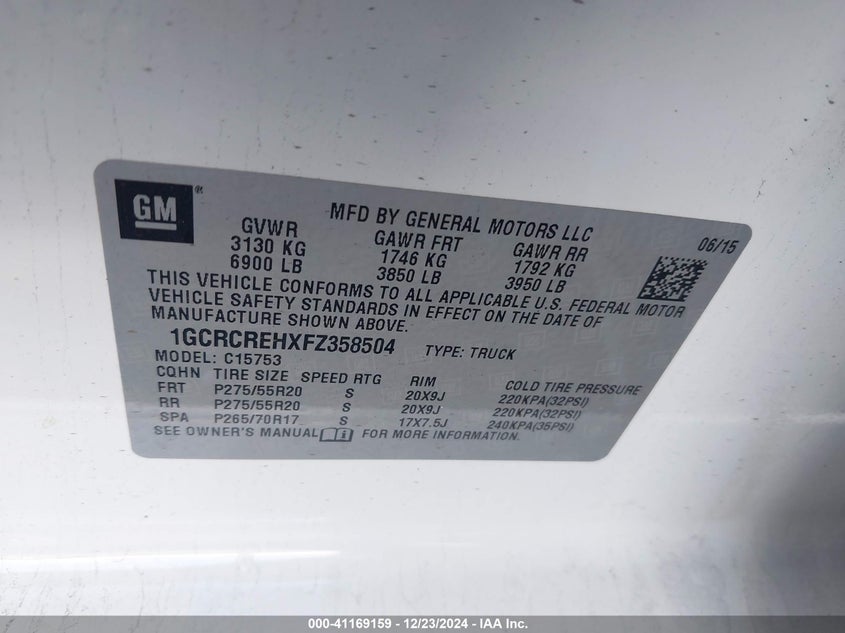 GM ®
MFD BY GENERAL MOTORS LLC
06/15
GVWR GAWR FRT GAWR RR
3130 KG 1746 KG 1792 KG
6900 LB 3850 LB 3950 LB
THIS VEHICLE CONFORMS TO ALL APPLICABLE U.S. FEDERAL MOTOR
VEHICLE SAFETY STANDARDS IN EFFECT ON THE DATE OF
MANUFACTURE SHOWN ABOVE.
1GCRCREHXFZ358504 TYPE: TRUCK
MODEL: C15753
CQHN TIRE SIZE SPEED RTG RIM COLD TIRE PRESSURE
FRT P275/55R20 S 20X9J 220KPA(32PSI)
RR P275/55R20 S 20X9J 220KPA(32PSI)
SPA P265/70R17 S 17X7.5J 240KPA(35PSI)
SEE OWNER'S MANUAL FOR MORE INFORMATION.
000-41169159 - 12/23/2024 - IAA Inc.